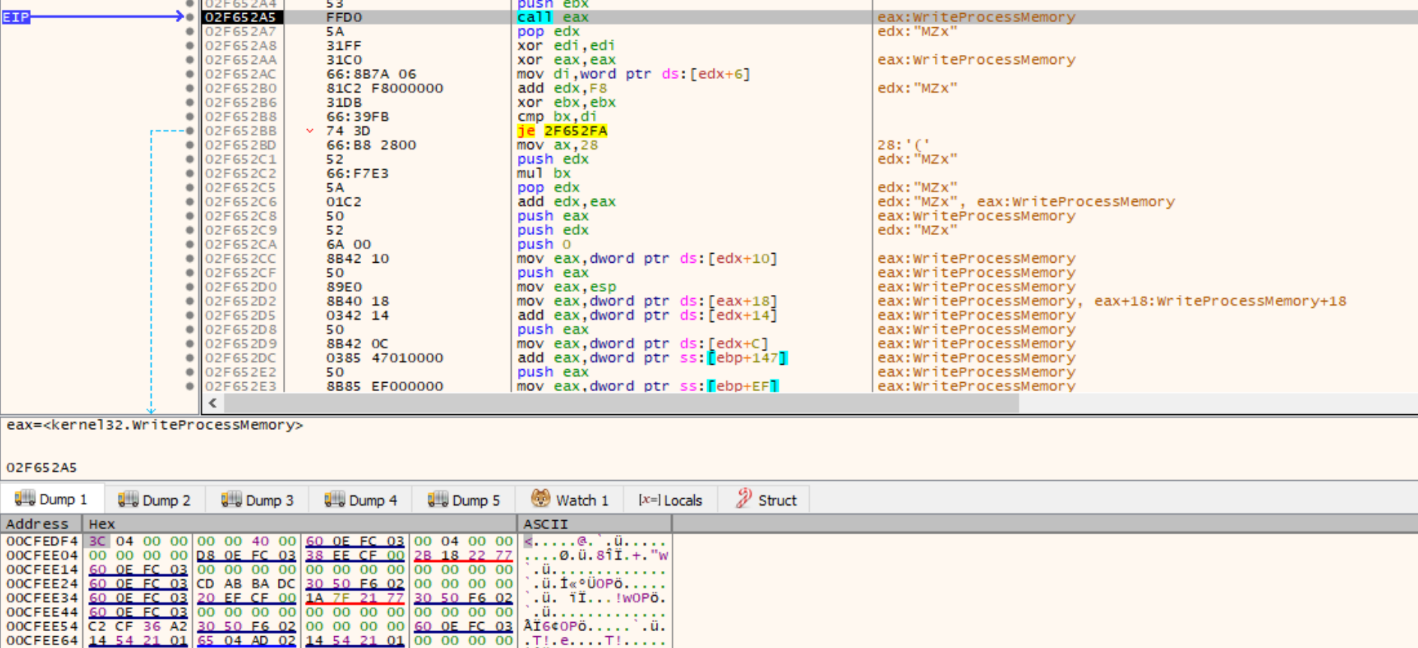 02F652A4 53 push ebx
EIP 02F652A5 FFD0 call eax eax:WriteProcessMemory
02F652A7 5A pop edx edx:"MZx"
02F652A8 31FF xor edi,edi
02F652AA 31C0 xor eax,eax eax:WriteProcessMemory
02F652AC 66:8B7A 06 mov di,word ptr ds:[edx+6]
02F652B0 81C2 F8000000 add edx,F8 edx:"MZx"
02F652B6 31DB xor ebx,ebx
02F652B8 66:39FB cmp bx,di
02F652BB 74 3D je 2F652FA
02F652BD 66:B8 2800 mov ax,28 28:'('
02F652C1 52 push edx edx:"MZx"
02F652C2 66:F7E3 mul bx
02F652C5 5A pop edx edx:"MZx"
02F652C6 01C2 add edx,eax edx:"MZx", eax:WriteProcessMemory
02F652C8 50 push eax eax:WriteProcessMemory
02F652C9 52 push edx edx:"MZx"
02F652CA 6A 00 push 0
02F652CC 8B42 10 mov eax,dword ptr ds:[edx+10] eax:WriteProcessMemory
02F652CF 50 push eax eax:WriteProcessMemory
02F652D0 89E0 mov eax,esp eax:WriteProcessMemory
02F652D2 8B40 18 mov eax,dword ptr ds:[eax+18] eax:WriteProcessMemory, eax+18:WriteProcessMemory+18
02F652D5 0342 14 add eax,dword ptr ds:[edx+14] eax:WriteProcessMemory
02F652D8 50 push eax eax:WriteProcessMemory
02F652D9 8B42 0C mov eax,dword ptr ds:[edx+C] eax:WriteProcessMemory
02F652DC 0385 47010000 add eax,dword ptr ss:[ebp+147] eax:WriteProcessMemory
02F652E2 50 push eax eax:WriteProcessMemory
02F652E3 8B85 EF000000 mov eax,dword ptr ss:[ebp+EF] eax:WriteProcessMemory
eax=<kernel32.WriteProcessMemory>
02F652A5
Dump 1 Dump 2 Dump 3 Dump 4 Dump 5 Watch 1 [x=] Locals Struct
Address Hex ASCII
00CFEDF4 3C 04 00 00 00 00 40 00 60 0E FC 03 00 04 00 00 <.....@.`.ü.....
00CFEE04 00 00 00 00 D8 0E FC 03 38 EE CF 00 2B 18 22 77 ....Ø.ü.8îÏ.+."w
00CFEE14 60 0E FC 03 00 00 00 00 00 00 00 00 00 00 00 00 `.ü.............
00CFEE24 60 0E FC 03 CD AB BA DC 30 50 F6 02 00 00 00 00 `.ü.Í«ºÜ0Pö.....
00CFEE34 60 0E FC 03 20 EF CF 00 1A 7F 21 77 30 50 F6 02 `.ü. ïÏ...!w0Pö.
00CFEE44 60 0E FC 03 00 00 00 00 00 00 00 00 00 00 00 00 `.ü.............
00CFEE54 C2 CF 36 A2 30 50 F6 02 00 00 00 00 60 0E FC 03 ÂÏ6¢0Pö.....`.ü.
00CFEE64 14 54 21 01 65 04 AD 02 14 54 21 01 00 00 00 00 .T!.e....T!.....